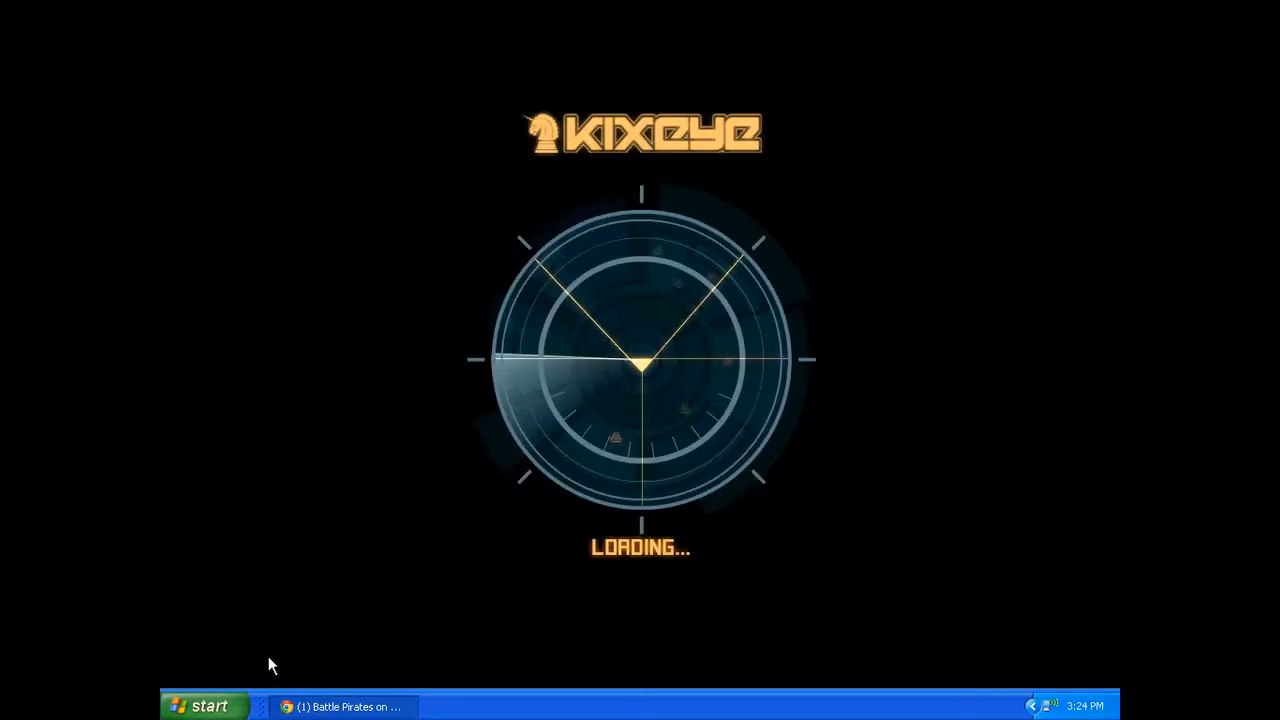 KIXEYE
LOADING...
start
(1) Battle Pirates on ...
3:24 PM